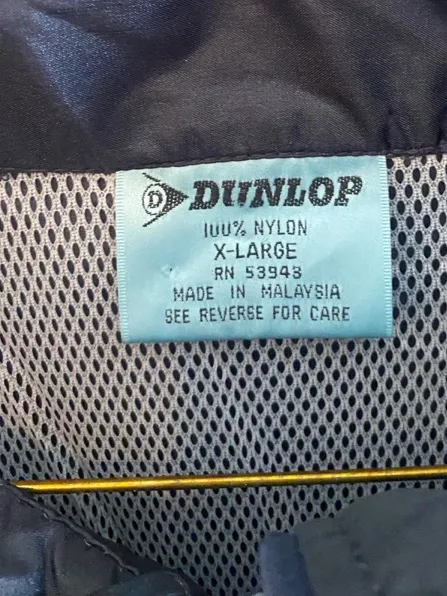 D DUNLOP
100% NYLON
X-LARGE
RN 53943
MADE IN MALAYSIA
SEE REVERSE FOR CARE